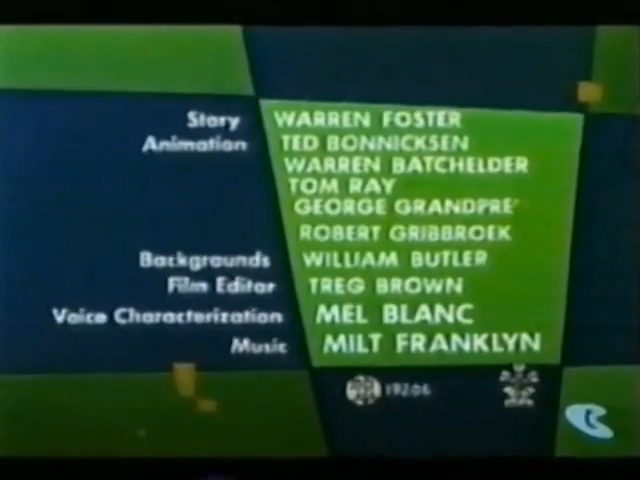 Story WARREN FOSTER
Animation TED BONNICKSEN
WARREN BATCHELDER
TOM RAY
GEORGE GRANDPRE'
ROBERT GRIBBROEK
Backgrounds WILLIAM BUTLER
Film Editor TREG BROWN
Voice Characterization MEL BLANC
Music MILT FRANKLYN